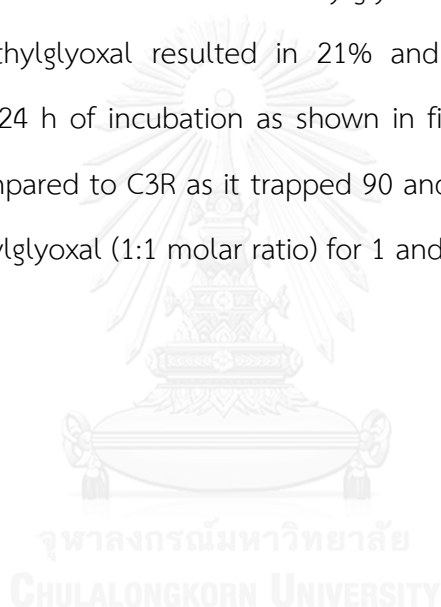 thylglyoxal resulted in 21% and
24 h of incubation as shown in fi
mpared to C3R as it trapped 90 and
ylglyoxal (1:1 molar ratio) for 1 and
จุฬาลงกรณ์มหาวิทยาลัย
CHULALONGKORN UNIVERSITY